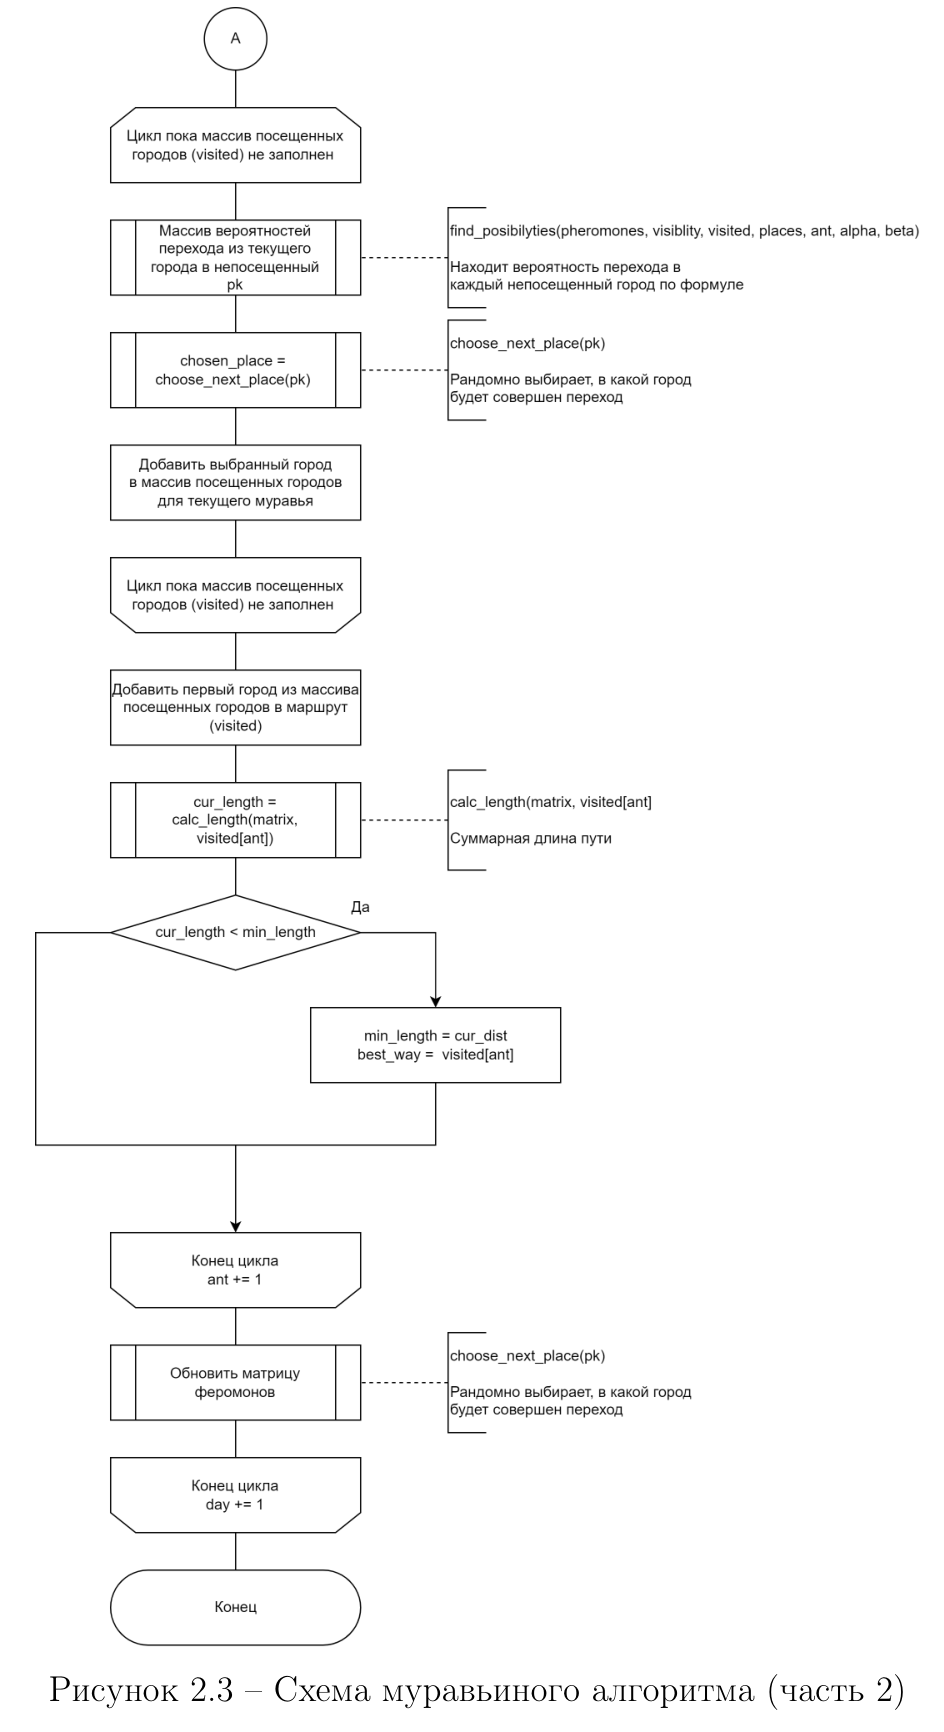 A
Цикл пока массив посещенных
городов (visited) не заполнен
Массив вероятностей
перехода из текущего
города в непосещенный
pk
find_posibilyties(pheromones, visiblity, visited, places, ant, alpha, beta)
Находит вероятность перехода в
каждый непосещенный город по формуле
chosen_place =
choose_next_place(pk)
choose_next_place(pk)
Рандомно выбирает, в какой город
будет совершен переход
Добавить выбранный город
в массив посещенных городов
для текущего муравья
Цикл пока массив посещенных
городов (visited) не заполнен
Добавить первый город из массива
посещенных городов в маршрут
(visited)
cur_length =
calc_length(matrix,
visited[ant])
calc_length(matrix, visited[ant]
Суммарная длина пути
Да
cur_length < min_length
min_length = cur_dist
best_way = visited[ant]
Конец цикла
ant += 1
Обновить матрицу
феромонов
choose_next_place(pk)
Рандомно выбирает, в какой город
будет совершен переход
Конец цикла
day += 1
Конец
Рисунок 2.3 – Схема муравьиного алгоритма (часть 2)